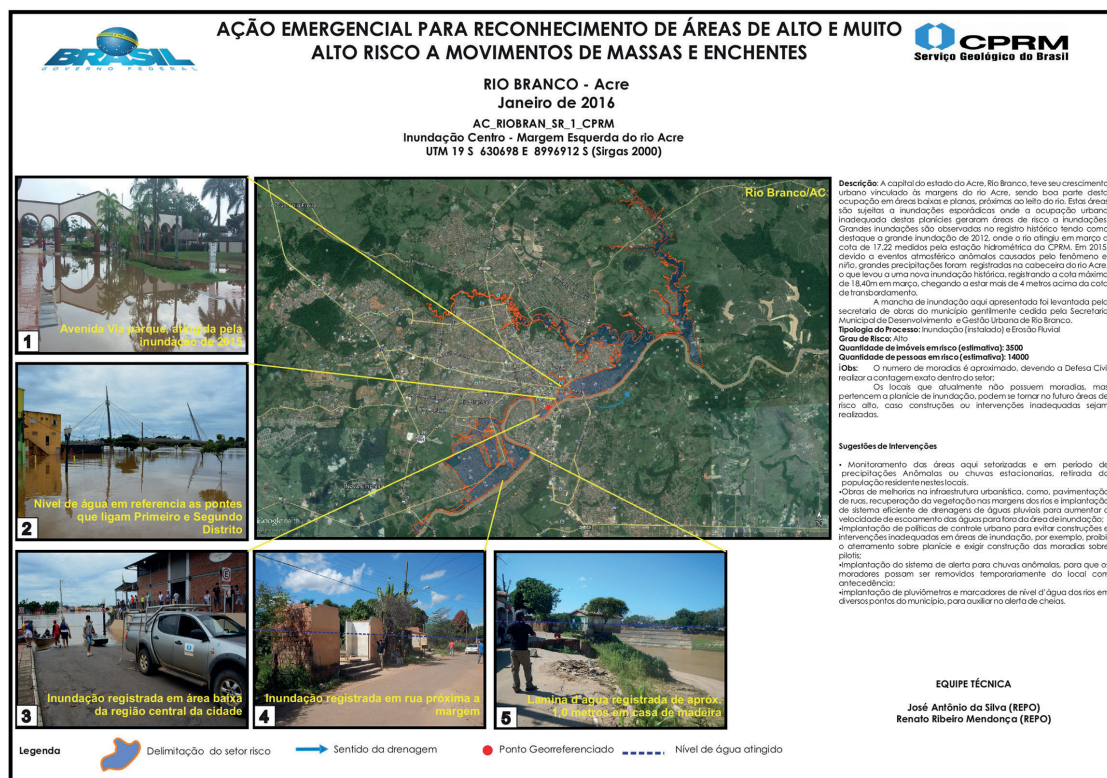 BRASIL
GOVERNO FEDERAL
AÇÃO EMERGENCIAL PARA RECONHECIMENTO DE ÁREAS DE ALTO E MUITO
ALTO RISCO A MOVIMENTOS DE MASSAS E ENCHENTES
CPRM
Serviço Geológico do Brasil
RIO BRANCO - Acre
Janeiro de 2016
AC_RIOBRAN_SR_1_CPRM
Inundação Centro - Margem Esquerda do rio Acre
UTM 19 S 630698 E 8996912 S (Sirgas 2000)
Avenida Via parque, atingida pela
inundação de 2015
1
Nivel de água em referencia as pontes
que ligam Primeiro e Segundo
Distrito
2
Inundação registrada em área baixa
da região central da cidade
3
Inundação registrada em rua próxima a
margem
4
Lamina d'agua registrada de apróx.
1,0 metros em casa de madeira
5
Rio Branco/AC
Google earth
Descrição: A capital do estado do Acre, Rio Branco, teve seu crescimento
urbano vinculado às margens do rio Acre, sendo boa parte desta
ocupação em áreas baixas e planas, próximos ao leito do rio. Estas áreas
são sujeitas a inundações esporádicas onde a ocupação urbana
inadequada destas planícies geraram áreas de risco a inundações.
Grandes inundações são observadas no registro histórico tendo como
destaque a grande inundação de 2012, onde o rio atingiu em março a
cota de 17,22 medidos pela estação hidrométrica da CPRM. Em 2015,
devido a eventos atmosférico anômalos causados pelo fenômeno el
niño, grandes precipitações foram registradas na cabeceira do rio Acre,
o que levou a uma nova inundação histórica, registrando a cota máxima
de 18,40m em março, chegando a estar mais de 4 metros acima da cota
de transbordamento.
A mancha de inundação aqui apresentada foi levantada pela
secretaria de obras do município gentilmente cedida pela Secretaria
Municipal de Desenvolvimento e Gestão Urbana de Rio Branco.
Tipologia do Processo: Inundação (instalado) e Erosão Fluvial
Grau de Risco: Alto
Quantidade de imóveis em risco (estimativa): 3500
Quantidade de pessoas em risco (estimativa): 14000
Obs: O numero de moradias é aproximado, devendo a Defesa Civil
realizar a contagem exato dentro do setor;
Os locais que atualmente não possuem moradias, mas
pertencem a planície de inundação, podem se tornar no futuro áreas de
risco alto, caso construções ou intervenções inadequadas sejam
realizadas.
Sugestões de Intervenções
• Monitoramento das áreas aqui setorizadas e em período de
precipitações Anômalas ou chuvas estacionarias, retirada da
população residente nestes locais.
•Obras de melhorias na infraestrutura urbanística, como, pavimentação
de ruas, recuperação da vegetação nas margens dos rios e implantação
de sistema eficiente de drenagens de águas pluviais para aumentar a
velocidade de escoamento das águas para fora da área de inundação;
•Implantação de políticas de controle urbano para evitar construções e
intervenções inadequadas em áreas de inundação, por exemplo, proibir
o aterramento sobre planície e exigir construção das moradias sobre
pilotis;
•Implantação do sistema de alerta para chuvas anômalas, para que os
moradores possam ser removidos temporariamente do local com
antecedência;
•implantação de pluviômetros e marcadores de nível d'água dos rios em
diversos pontos do município, para auxiliar no alerta de cheias.
EQUIPE TÉCNICA
José Antônio da Silva (REPO)
Renato Ribeiro Mendonça (REPO)
Legenda
Delimitação do setor risco
Sentido da drenagem
Ponto Georreferenciado
Nível de água atingido